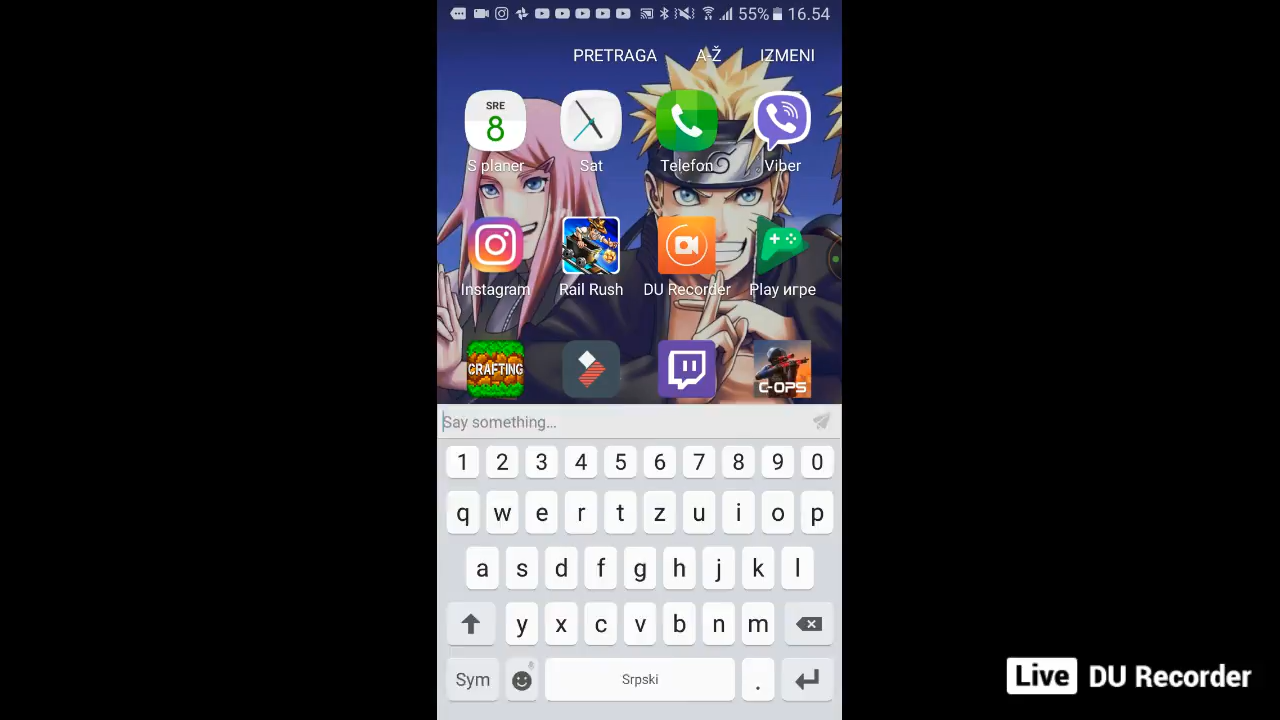 55% 16.54
PRETRAGA A-Ž IZMENI
SRE
8
S planer Sat Telefon Viber
Instagram Rail Rush DU Recorder Play игре
CRAFTING C-OPS
Say something...
1 2 3 4 5 6 7 8 9 0
q w e r t z u i o p
a s d f g h j k l
y x c v b n m
Sym Srpski .
Live DU Recorder